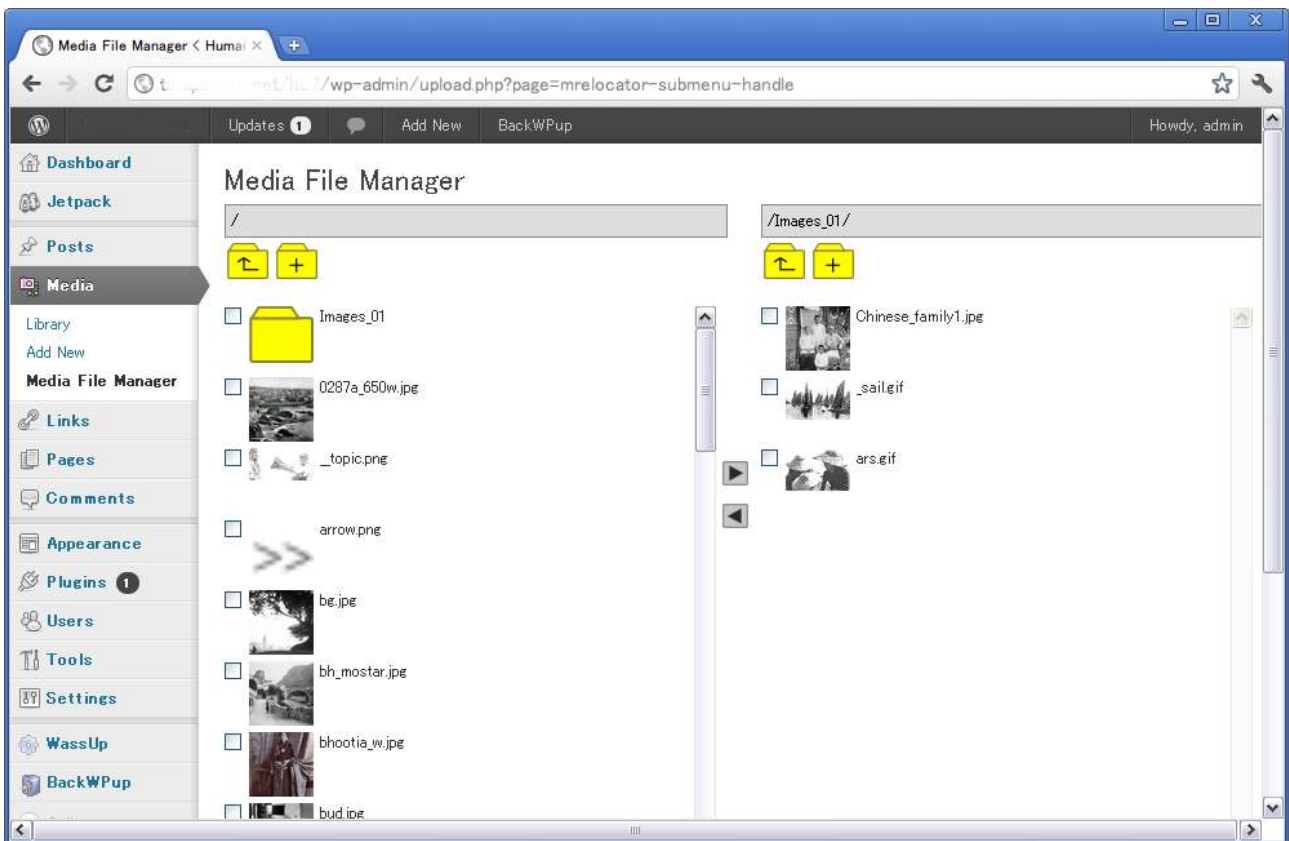 Media File Manager < Human
/wp-admin/upload.php?page=mrelocator-submenu-handle
Updates 1
Add New
BackWPup
Howdy, admin
Dashboard
Jetpack
Posts
Media
Library
Add New
Media File Manager
Links
Pages
Comments
Appearance
Plugins 1
Users
Tools
Settings
WassUp
BackWPup
Media File Manager
/
Images_01
0287a_650w.jpg
__topic.png
arrow.png
bg.jpg
bh_mostar.jpg
bhootia_w.jpg
bud.jpg
/Images_01/
Chinese_family1.jpg
_sail.gif
ars.gif